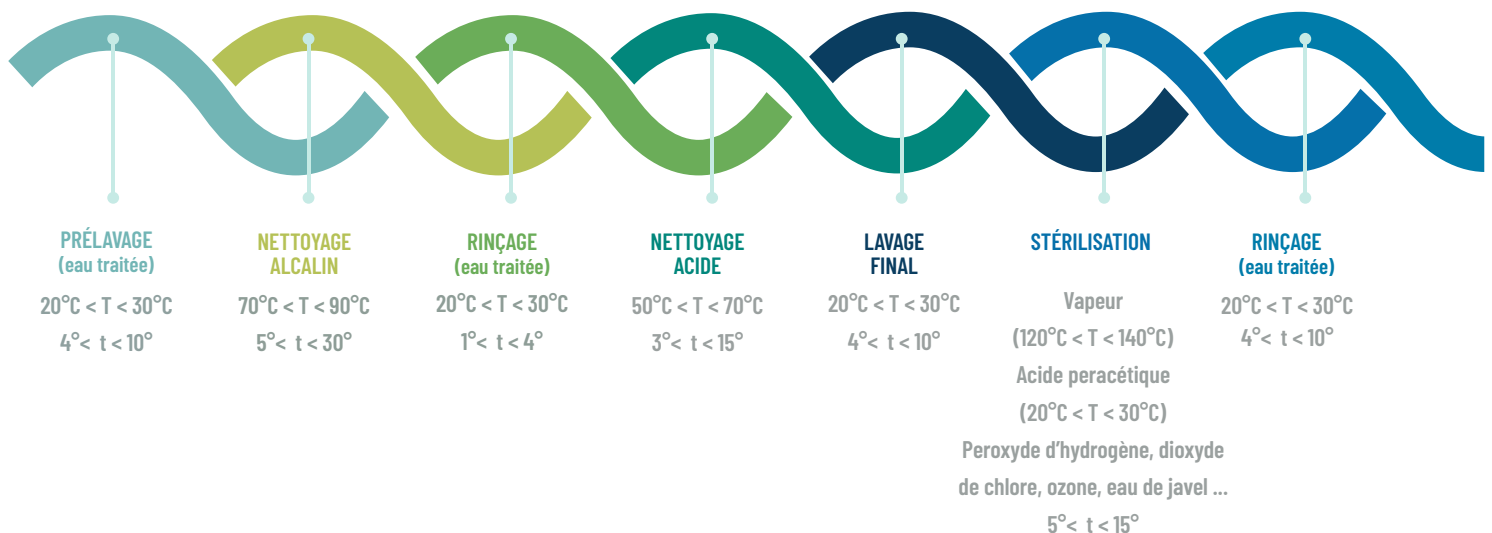 PRÉLAVAGE
(eau traitée)
20°C < T < 30°C
4°< t < 10°
NETTOYAGE
ALCALIN
70°C < T < 90°C
5°< t < 30°
RINÇAGE
(eau traitée)
20°C < T < 30°C
1°< t < 4°
NETTOYAGE
ACIDE
50°C < T < 70°C
3°< t < 15°
LAVAGE
FINAL
20°C < T < 30°C
4°< t < 10°
STÉRILISATION
Vapeur
(120°C < T < 140°C)
Acide peracétique
(20°C < T < 30°C)
Peroxyde d'hydrogène, dioxyde
de chlore, ozone, eau de javel ...
5°< t < 15°
RINÇAGE
(eau traitée)
20°C < T < 30°C
4°< t < 10°